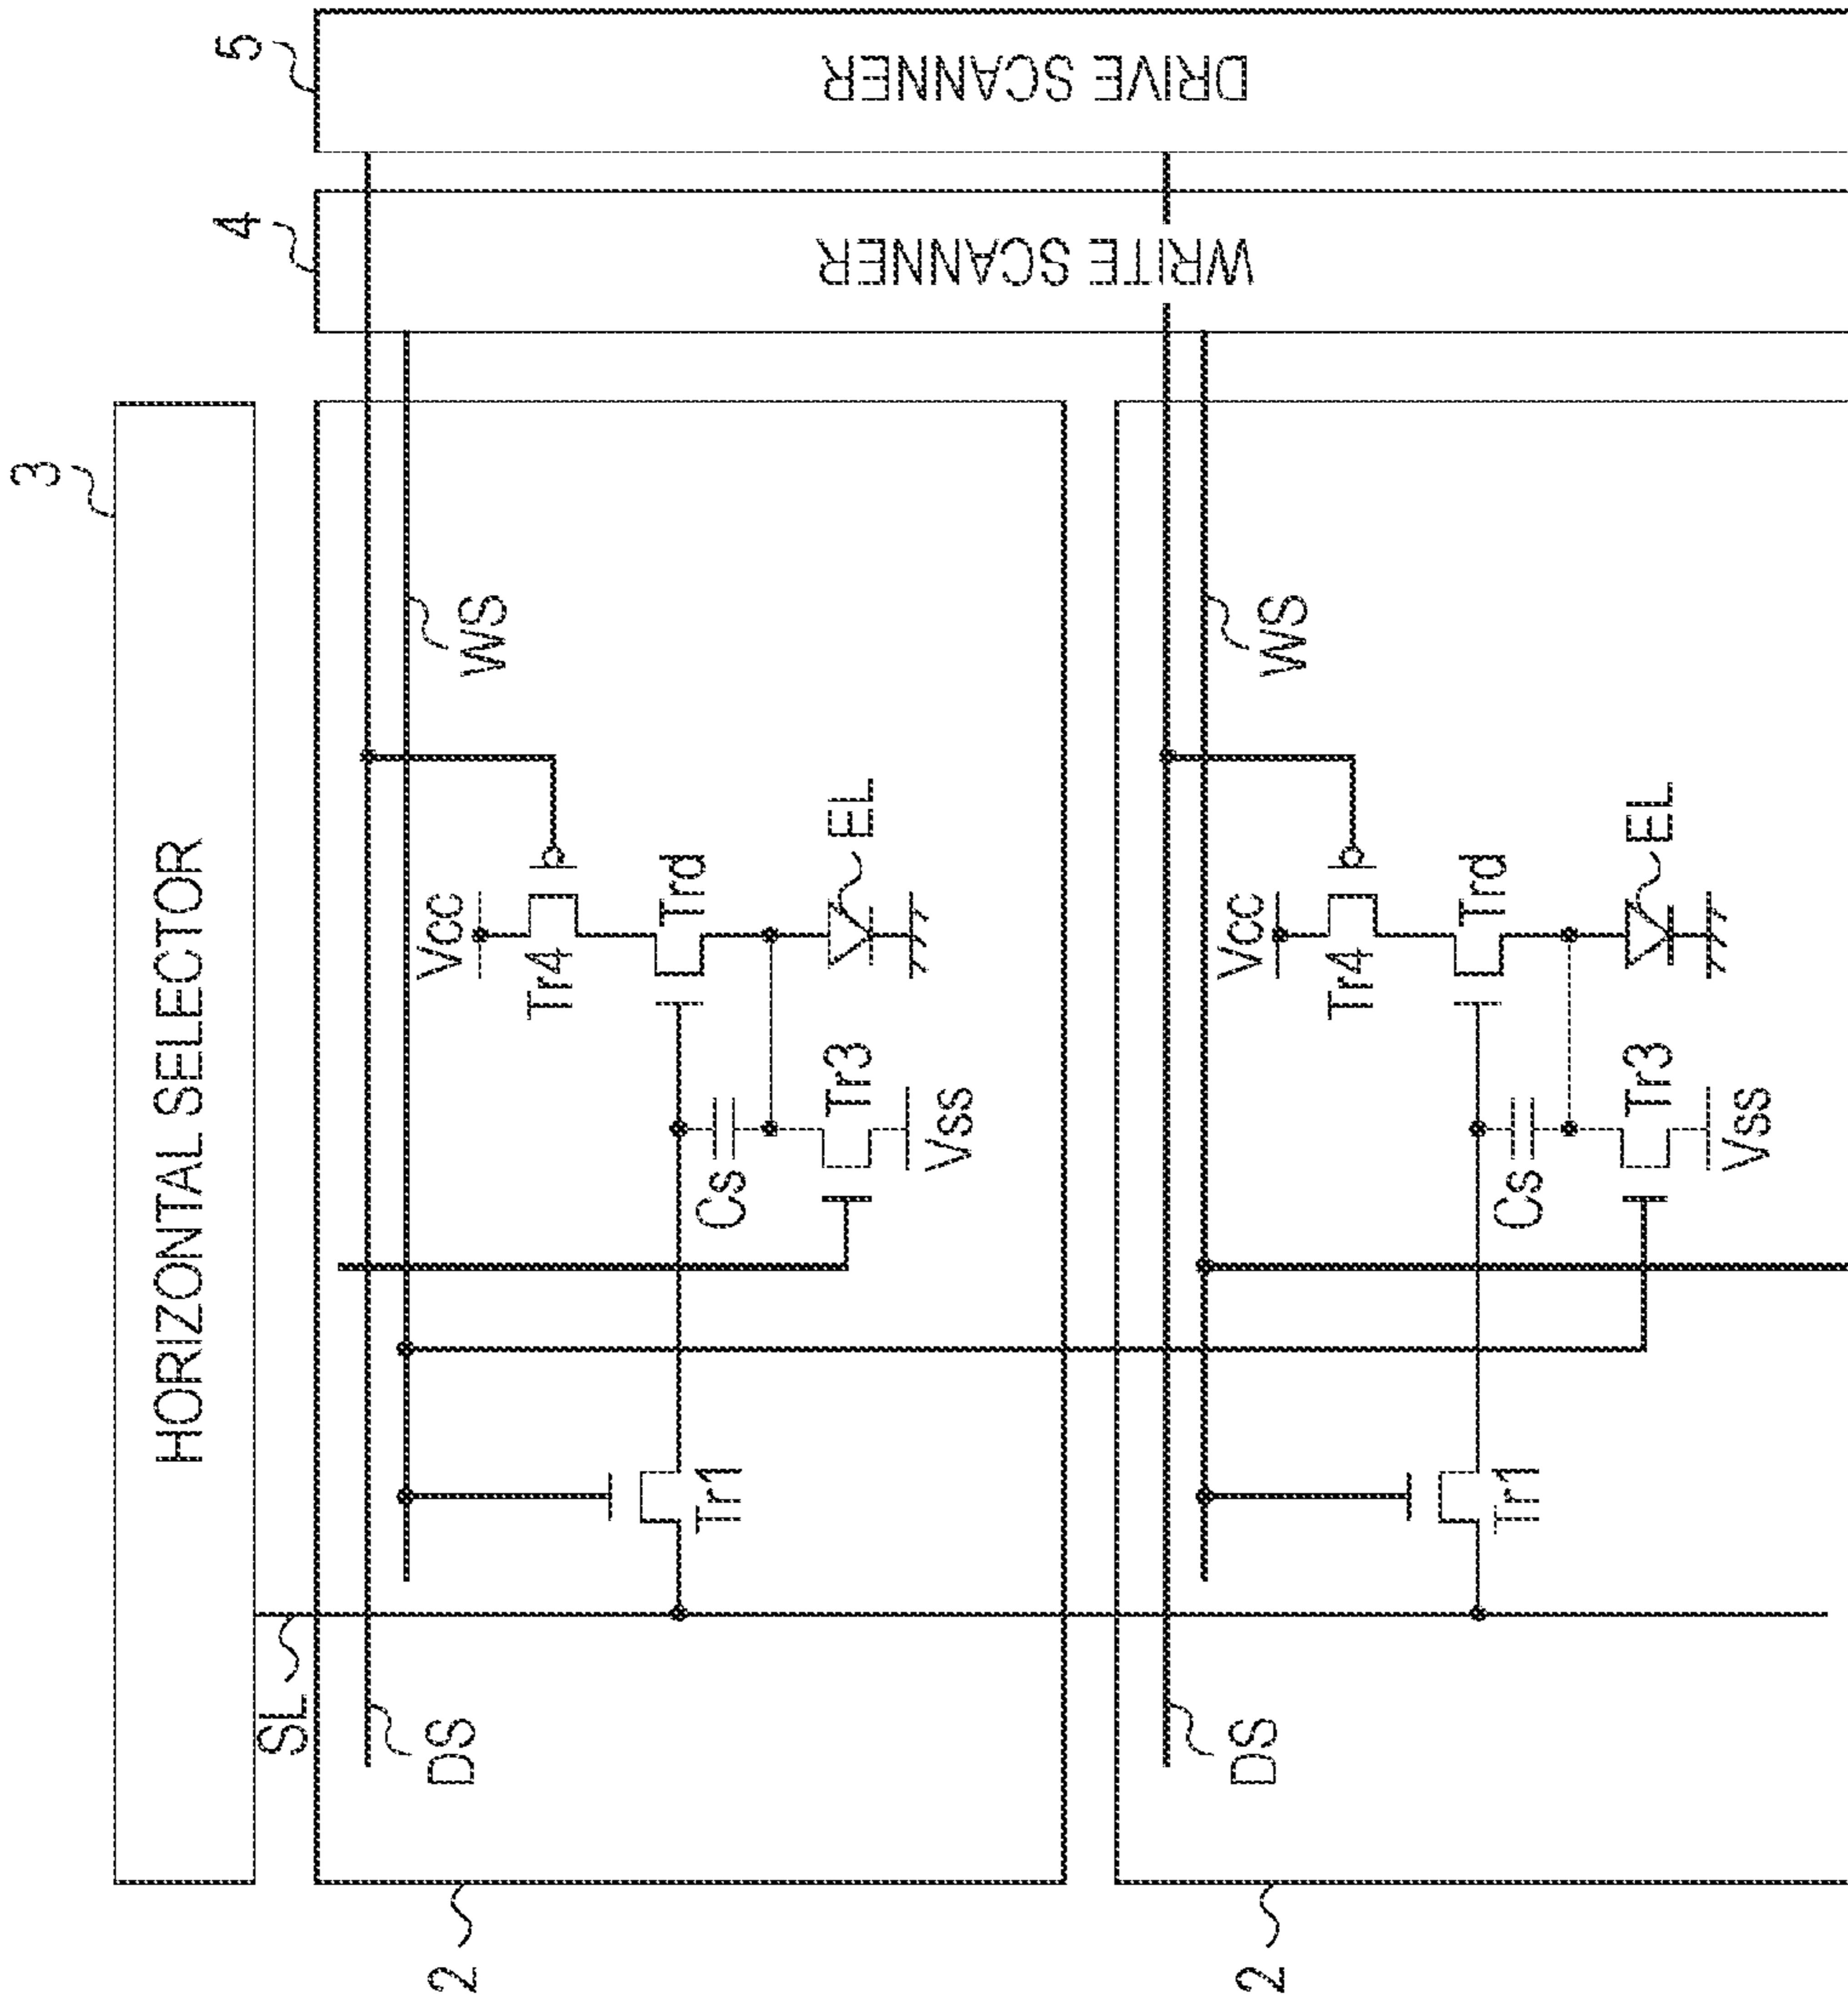 3
HORIZONTAL SELECTOR
SL
2
DS
WS
Vcc
Tr4
Trd
Tr1
Cs
Tr3
Vss
EL
4
WRITE SCANNER
5
DRIVE SCANNER
2
DS
WS
Vcc
Tr4
Trd
Tr1
Cs
Tr3
Vss
EL